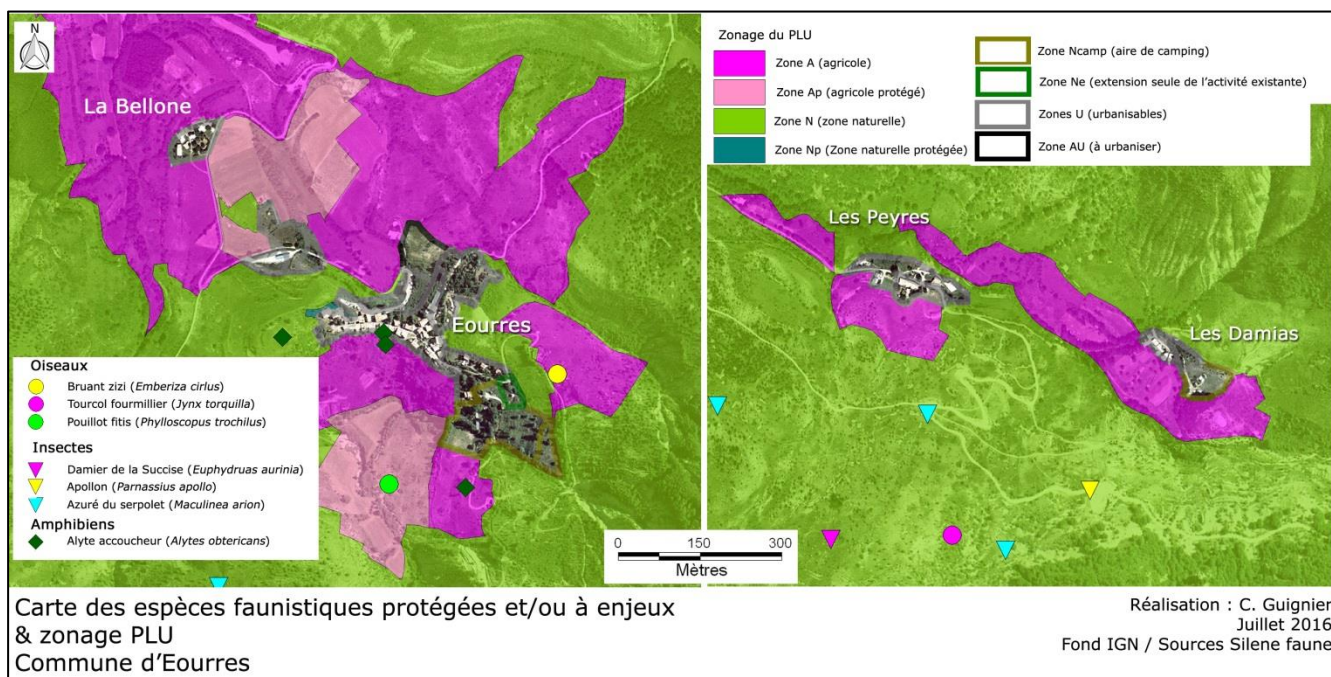 N
La Bellone
Eourres
Oiseaux
Bruant zizi (Emberiza cirlus)
Tourcol fourmillier (Jynx torquilla)
Pouillot fitis (Phylloscopus trochilus)
Insectes
Damier de la Succise (Euphydruas aurinia)
Apollon (Parnassius apollo)
Azuré du serpolet (Maculinea arion)
Amphibiens
Alyte accoucheur (Alytes obtericans)
0 150 300
Mètres
Zonage du PLU
Zone A (agricole)
Zone Ap (agricole protégé)
Zone N (zone naturelle)
Zone Np (Zone naturelle protégée)
Zone Ncamp (aire de camping)
Zone Ne (extension seule de l'activité existante)
Zones U (urbanisables)
Zone AU (à urbaniser)
Les Peyres
Les Damias
Carte des espèces faunistiques protégées et/ou à enjeux
& zonage PLU
Commune d'Eourres
Réalisation : C. Guignier
Juillet 2016
Fond IGN / Sources Silene faune